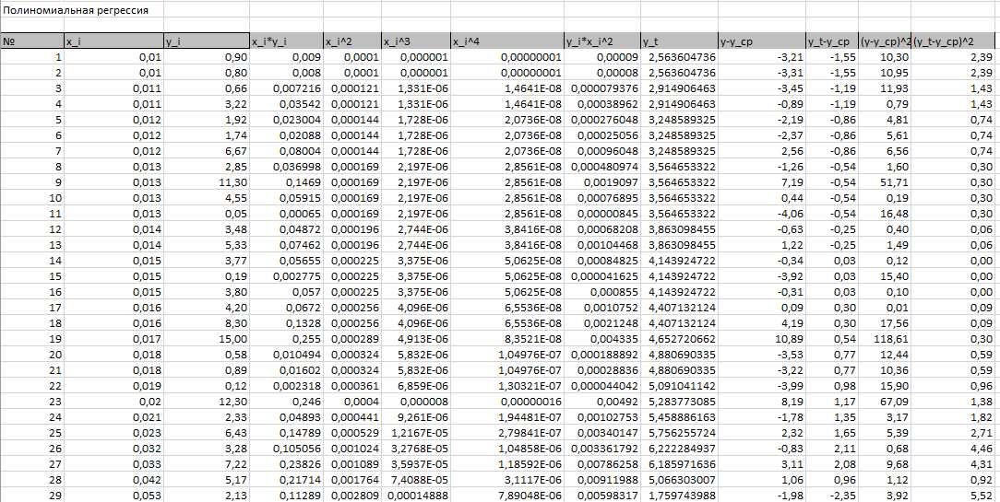 Полиномиальная регрессия
№ x_i y_i x_i*y_i x_i^2 x_i^3 x_i^4 y_i*x_i^2 y_t y-y_cp y_t-y_cp (y-y_cp)^2 (y_t-y_cp)^2
1 0,01 0,90 0,009 0,0001 0,000001 0,00000001 0,00009 2,563604736 -3,21 -1,55 10,30 2,39
2 0,01 0,80 0,008 0,0001 0,000001 0,00000001 0,00008 2,563604736 -3,31 -1,55 10,95 2,39
3 0,011 0,66 0,007216 0,000121 1,331E-06 1,4641E-08 0,000079376 2,914906463 -3,45 -1,19 11,93 1,43
4 0,011 3,22 0,03542 0,000121 1,331E-06 1,4641E-08 0,00038962 2,914906463 -0,89 -1,19 0,79 1,43
5 0,012 1,92 0,023004 0,000144 1,728E-06 2,0736E-08 0,000276048 3,248589325 -2,19 -0,86 4,81 0,74
6 0,012 1,74 0,02088 0,000144 1,728E-06 2,0736E-08 0,00025056 3,248589325 -2,37 -0,86 5,61 0,74
7 0,012 6,67 0,08004 0,000144 1,728E-06 2,0736E-08 0,00096048 3,248589325 2,56 -0,86 6,56 0,74
8 0,013 2,85 0,036998 0,000169 2,197E-06 2,8561E-08 0,000480974 3,564653322 -1,26 -0,54 1,60 0,30
9 0,013 11,30 0,1469 0,000169 2,197E-06 2,8561E-08 0,0019097 3,564653322 7,19 -0,54 51,71 0,30
10 0,013 4,55 0,05915 0,000169 2,197E-06 2,8561E-08 0,00076895 3,564653322 0,44 -0,54 0,19 0,30
11 0,013 0,05 0,00065 0,000169 2,197E-06 2,8561E-08 0,00000845 3,564653322 -4,06 -0,54 16,48 0,30
12 0,014 3,48 0,04872 0,000196 2,744E-06 3,8416E-08 0,00068208 3,863098455 -0,63 -0,25 0,40 0,06
13 0,014 5,33 0,07462 0,000196 2,744E-06 3,8416E-08 0,00104468 3,863098455 1,22 -0,25 1,49 0,06
14 0,015 3,77 0,05655 0,000225 3,375E-06 5,0625E-08 0,00084825 4,143924722 -0,34 0,03 0,12 0,00
15 0,015 0,19 0,002775 0,000225 3,375E-06 5,0625E-08 0,000041625 4,143924722 -3,92 0,03 15,40 0,00
16 0,015 3,80 0,057 0,000225 3,375E-06 5,0625E-08 0,000855 4,143924722 -0,31 0,03 0,10 0,00
17 0,016 4,20 0,0672 0,000256 4,096E-06 6,5536E-08 0,0010752 4,407132124 0,09 0,30 0,01 0,09
18 0,016 8,30 0,1328 0,000256 4,096E-06 6,5536E-08 0,0021248 4,407132124 4,19 0,30 17,56 0,09
19 0,017 15,00 0,255 0,000289 4,913E-06 8,3521E-08 0,004335 4,652720662 10,89 0,54 118,61 0,30
20 0,018 0,58 0,010494 0,000324 5,832E-06 1,04976E-07 0,000188892 4,880690335 -3,53 0,77 12,44 0,59
21 0,018 0,89 0,01602 0,000324 5,832E-06 1,04976E-07 0,00028836 4,880690335 -3,22 0,77 10,36 0,59
22 0,019 0,12 0,002318 0,000361 6,859E-06 1,30321E-07 0,000044042 5,091041142 -3,99 0,98 15,90 0,96
23 0,02 12,30 0,246 0,0004 0,000008 0,00000016 0,00492 5,283773085 8,19 1,17 67,09 1,38
24 0,021 2,33 0,04893 0,000441 9,261E-06 1,94481E-07 0,00102753 5,458886163 -1,78 1,35 3,17 1,82
25 0,023 6,43 0,14789 0,000529 1,2167E-05 2,79841E-07 0,00340147 5,756255724 2,32 1,65 5,39 2,71
26 0,032 3,28 0,105056 0,001024 3,2768E-05 1,04858E-06 0,003361792 6,222284937 -0,83 2,11 0,68 4,46
27 0,033 7,22 0,23826 0,001089 3,5937E-05 1,18592E-06 0,00786258 6,185971636 3,11 2,08 9,68 4,31
28 0,042 5,17 0,21714 0,001764 7,4088E-05 3,1117E-06 0,00911988 5,066303007 1,06 0,96 1,12 0,92
29 0,053 2,13 0,11289 0,002809 0,00014888 7,89048E-06 0,00598317 1,759743988 -1,98 -2,35 3,92 5,52